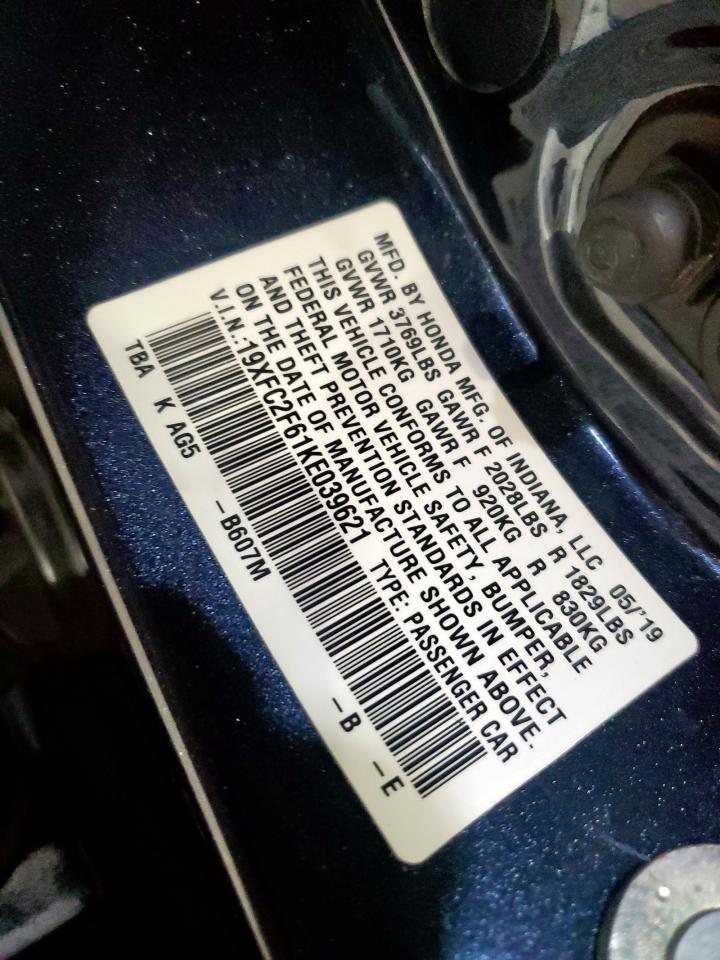 MFD. BY HONDA MFG. OF INDIANA, LLC 05/'19
GVWR 3769LBS GAWR F 2028LBS R 1829LBS
GVWR 1710KG GAWR F 920KG R 830KG
THIS VEHICLE CONFORMS TO ALL APPLICABLE
FEDERAL MOTOR VEHICLE SAFETY, BUMPER,
AND THEFT PREVENTION STANDARDS IN EFFECT
ON THE DATE OF MANUFACTURE SHOWN ABOVE.
V.I.N.:19XFC2F61KE039621 TYPE: PASSENGER CAR
TBA K AG5 -B607M -B -E